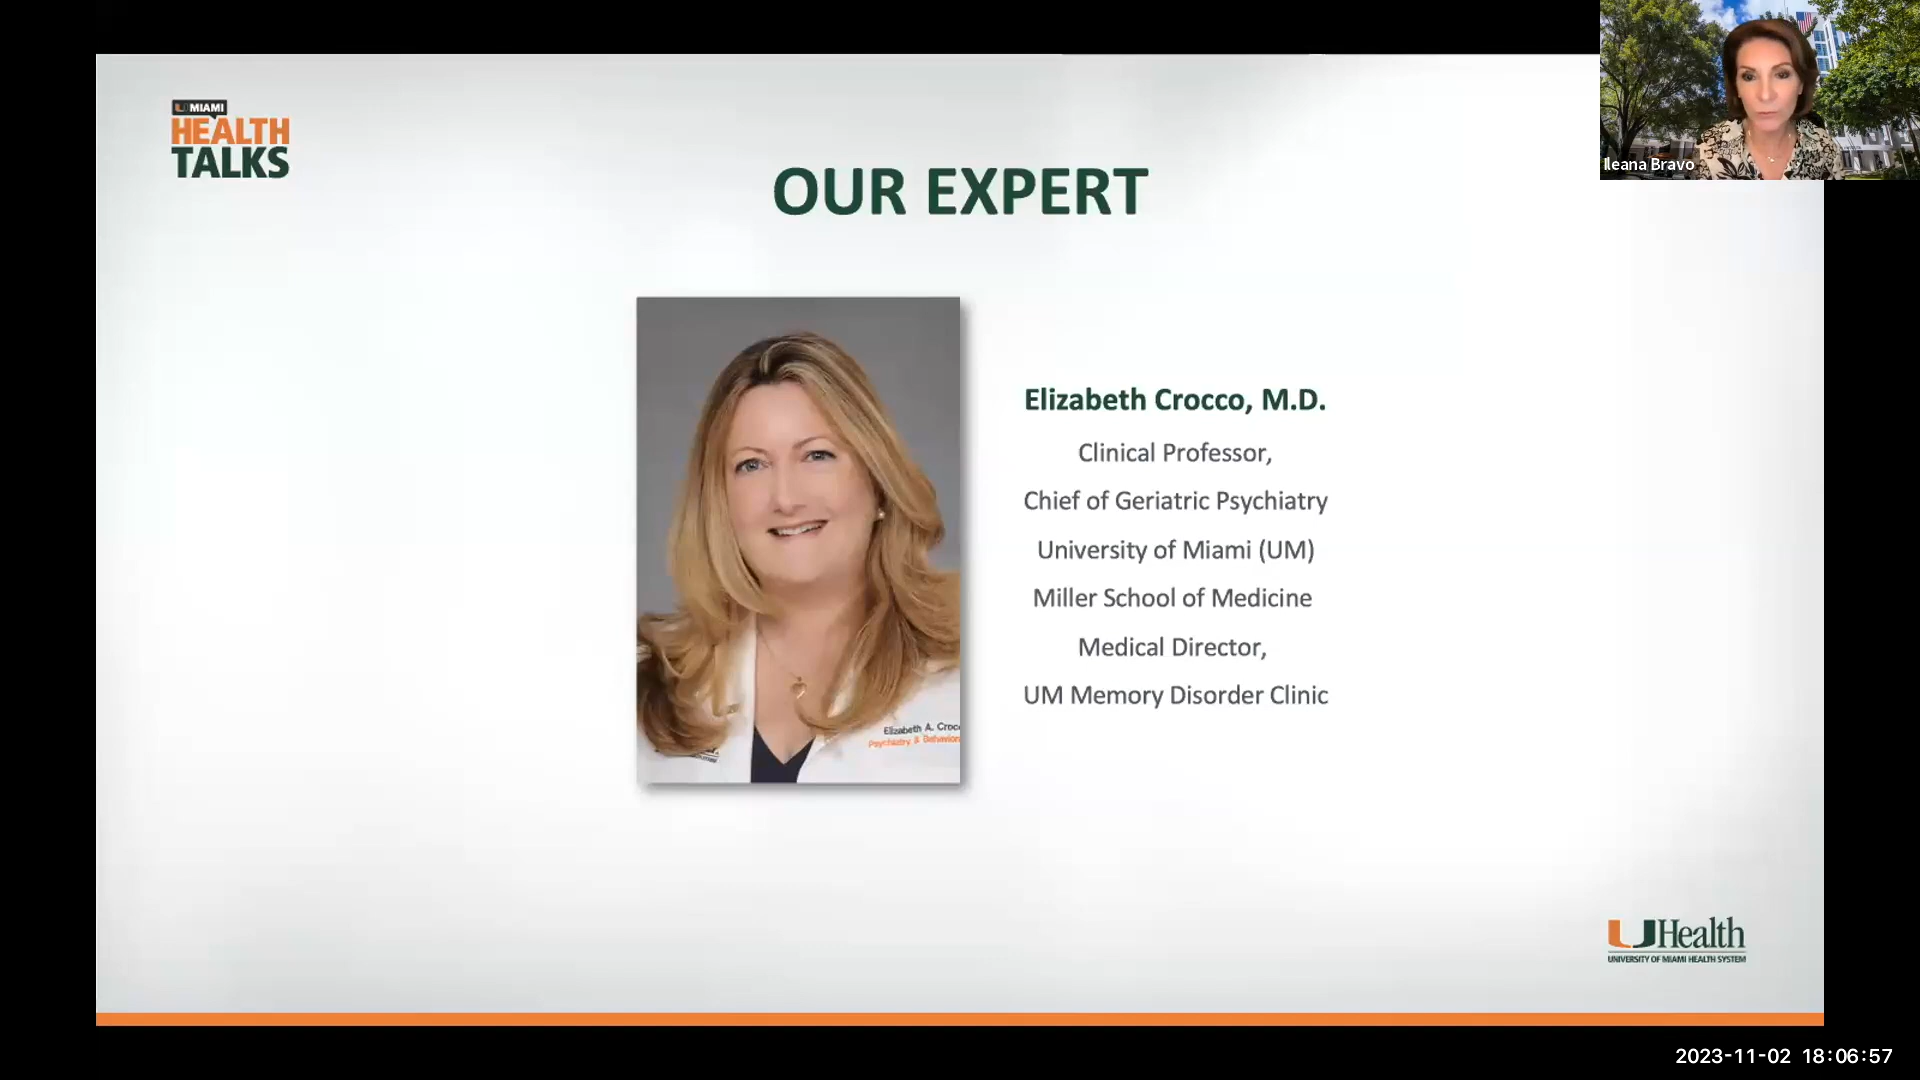 U MIAMI
HEALTH
TALKS
Ileana Bravo
OUR EXPERT
Elizabeth Crocco, M.D.
Clinical Professor,
Chief of Geriatric Psychiatry
University of Miami (UM)
Miller School of Medicine
Medical Director,
UM Memory Disorder Clinic
Elizabeth A. Croc
Psychiatry & Behavior
UHealth
UNIVERSITY OF MIAMI HEALTH SYSTEM
2023-11-02 18:06:57